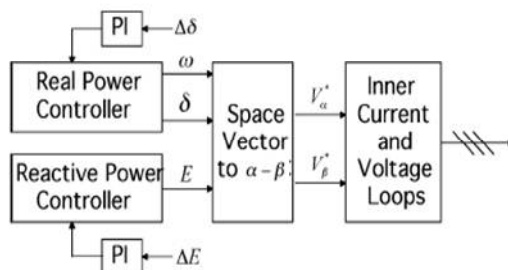 PI
Δδ
Real Power
Controller
ω
δ
Space
Vector
to α−β:
V*α
V*β
Inner
Current
and
Voltage
Loops
Reactive Power
Controller
E
PI
ΔE